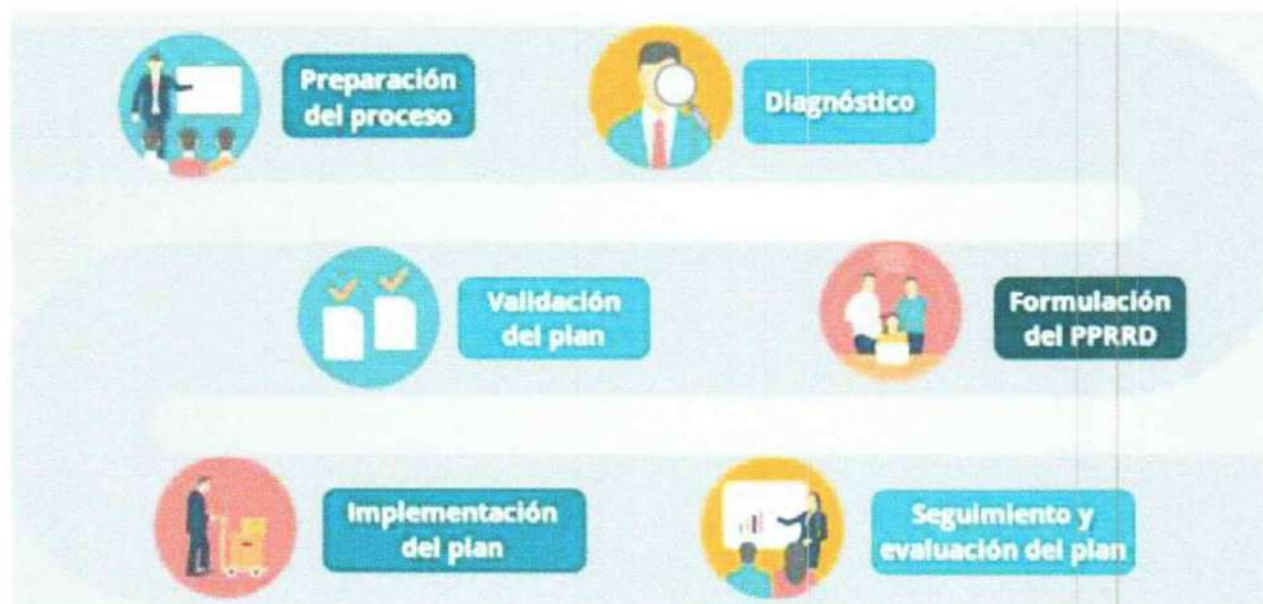 Preparación
del proceso
Diagnóstico
Validación
del plan
Formulación
del PPRRD
Implementación
del plan
Seguimiento y
evaluación del plan